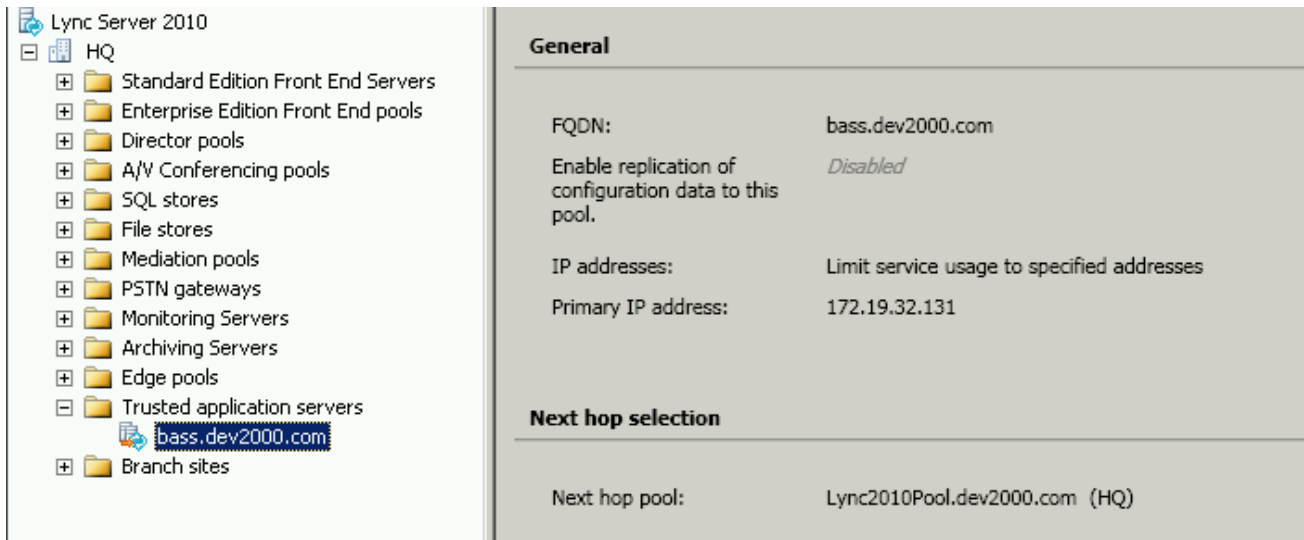 Lync Server 2010
HQ
Standard Edition Front End Servers
Enterprise Edition Front End pools
Director pools
A/V Conferencing pools
SQL stores
File stores
Mediation pools
PSTN gateways
Monitoring Servers
Archiving Servers
Edge pools
Trusted application servers
bass.dev2000.com
Branch sites
General
FQDN: bass.dev2000.com
Enable replication of Disabled
configuration data to this
pool.
IP addresses: Limit service usage to specified addresses
Primary IP address: 172.19.32.131
Next hop selection
Next hop pool: Lync2010Pool.dev2000.com (HQ)